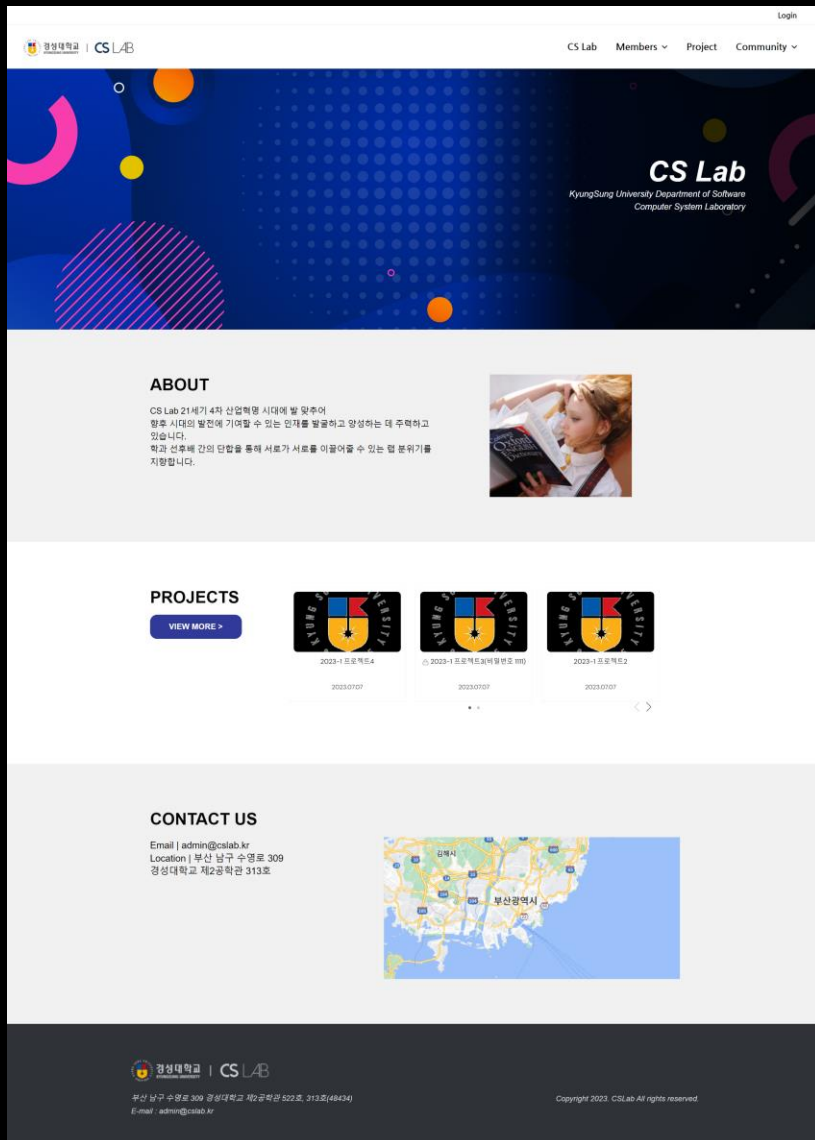 Login
경성대학교 | CS LAB
KYUNGSUNG UNIVERSITY
CS Lab Members Project Community
CS Lab
KyungSung University Department of Software
Computer System Laboratory
ABOUT
CS Lab 21세기 4차 산업혁명 시대에 발 맞추어
향후 시대의 발전에 기여할 수 있는 인재를 발굴하고 양성하는 데 주력하고
있습니다.
학과 선후배 간의 단합을 통해 서로가 서로를 이끌어줄 수 있는 랩 분위기를
지향합니다.
Oxford
ENGLISH
Dictionary
PROJECTS
VIEW MORE >
2023-1 프로젝트4
2023.07.07
2023-1 프로젝트3(비밀번호 1111)
2023.07.07
2023-1 프로젝트2
2023.07.07
CONTACT US
Email | admin@cslab.kr
Location | 부산 남구 수영로 309
경성대학교 제2공학관 313호
김해시
부산광역시
경성대학교 | CS LAB
KYUNGSUNG UNIVERSITY
부산 남구 수영로 309 경성대학교 제2공학관 522호, 313호(48434)
E-mail : admin@cslab.kr
Copyright 2023. CSLab All rights reserved.